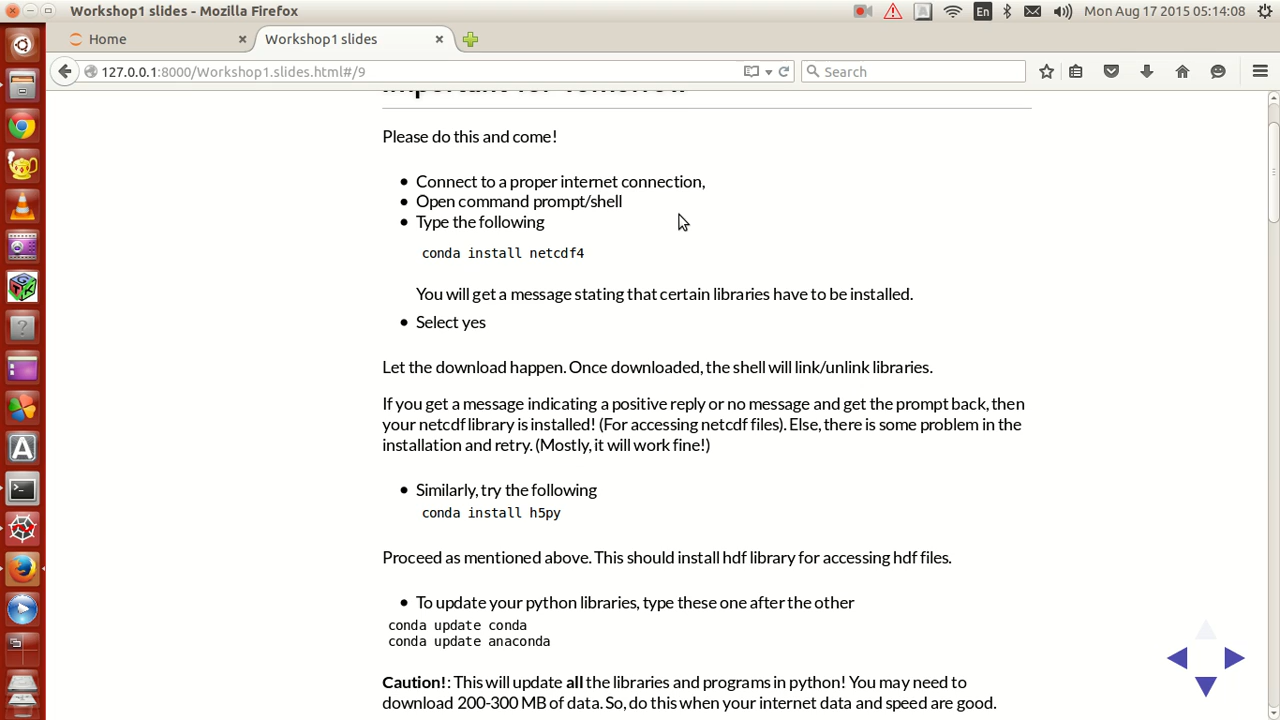 Workshop1 slides - Mozilla Firefox
En
Mon Aug 17 2015 05:14:08
Home
Workshop1 slides
127.0.0.1:8000/Workshop1.slides.html#/9
Search
Important for Tomorrow
Please do this and come!
Connect to a proper internet connection,
Open command prompt/shell
Type the following
conda install netcdf4
You will get a message stating that certain libraries have to be installed.
Select yes
Let the download happen. Once downloaded, the shell will link/unlink libraries.
If you get a message indicating a positive reply or no message and get the prompt back, then
your netcdf library is installed! (For accessing netcdf files). Else, there is some problem in the
installation and retry. (Mostly, it will work fine!)
Similarly, try the following
conda install h5py
Proceed as mentioned above. This should install hdf library for accessing hdf files.
To update your python libraries, type these one after the other
conda update conda
conda update anaconda
Caution!: This will update all the libraries and programs in python! You may need to
download 200-300 MB of data. So, do this when your internet data and speed are good.